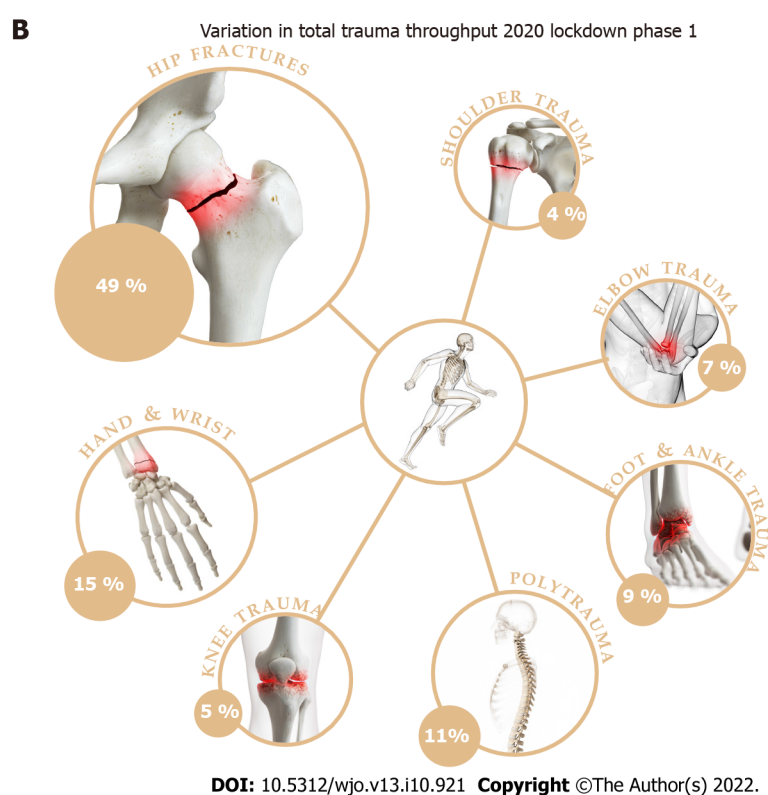 B
Variation in total trauma throughput 2020 lockdown phase 1
HIP FRACTURES
49 %
SHOULDER TRAUMA
4 %
ELBOW TRAUMA
7 %
HAND & WRIST
15 %
FOOT & ANKLE TRAUMA
9 %
KNEE TRAUMA
5 %
POLYTRAUMA
11%
DOI: 10.5312/wjo.v13.i10.921 Copyright ©The Author(s) 2022.